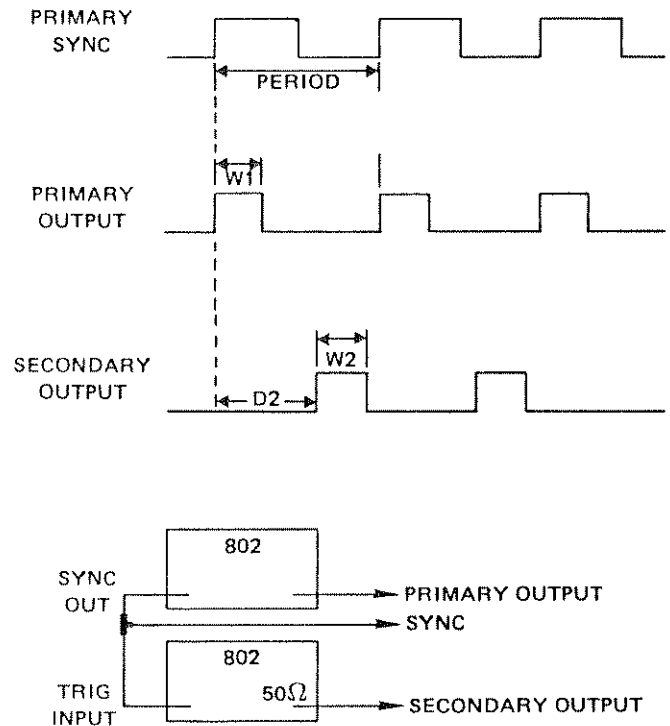 PRIMARY
SYNC
PERIOD
W1
PRIMARY
OUTPUT
W2
SECONDARY
OUTPUT
D2
802
SYNC
OUT
PRIMARY OUTPUT
SYNC
802
TRIG
INPUT
50Ω
SECONDARY OUTPUT